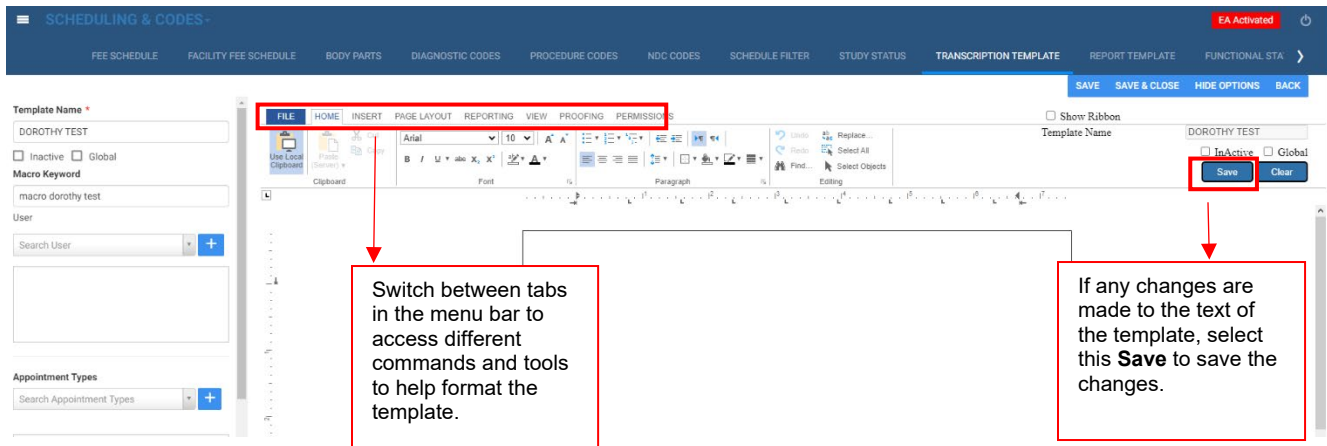 SCHEDULING & CODES
EA Activated
FEE SCHEDULE FACILITY FEE SCHEDULE BODY PARTS DIAGNOSTIC CODES PROCEDURE CODES NDC CODES SCHEDULE FILTER STUDY STATUS TRANSCRIPTION TEMPLATE REPORT TEMPLATE FUNCTIONAL STA
SAVE SAVE & CLOSE HIDE OPTIONS BACK
Template Name *
DOROTHY TEST
Inactive Global
Macro Keyword
macro dorothy test
User
Search User
Appointment Types
Search Appointment Types
FILE HOME INSERT PAGE LAYOUT REPORTING VIEW PROOFING PERMISSIONS
Use Local Clipboard
Paste (Server)
Cut
Copy
Clipboard
Arial 10
B I U abc X, X'
Font
Paragraph
Undo
Redo
Find...
Replace...
Select All
Select Objects
Editing
Show Ribbon
Template Name DOROTHY TEST
InActive Global
Save Clear
Switch between tabs
in the menu bar to
access different
commands and tools
to help format the
template.
If any changes are
made to the text of
the template, select
this Save to save the
changes.